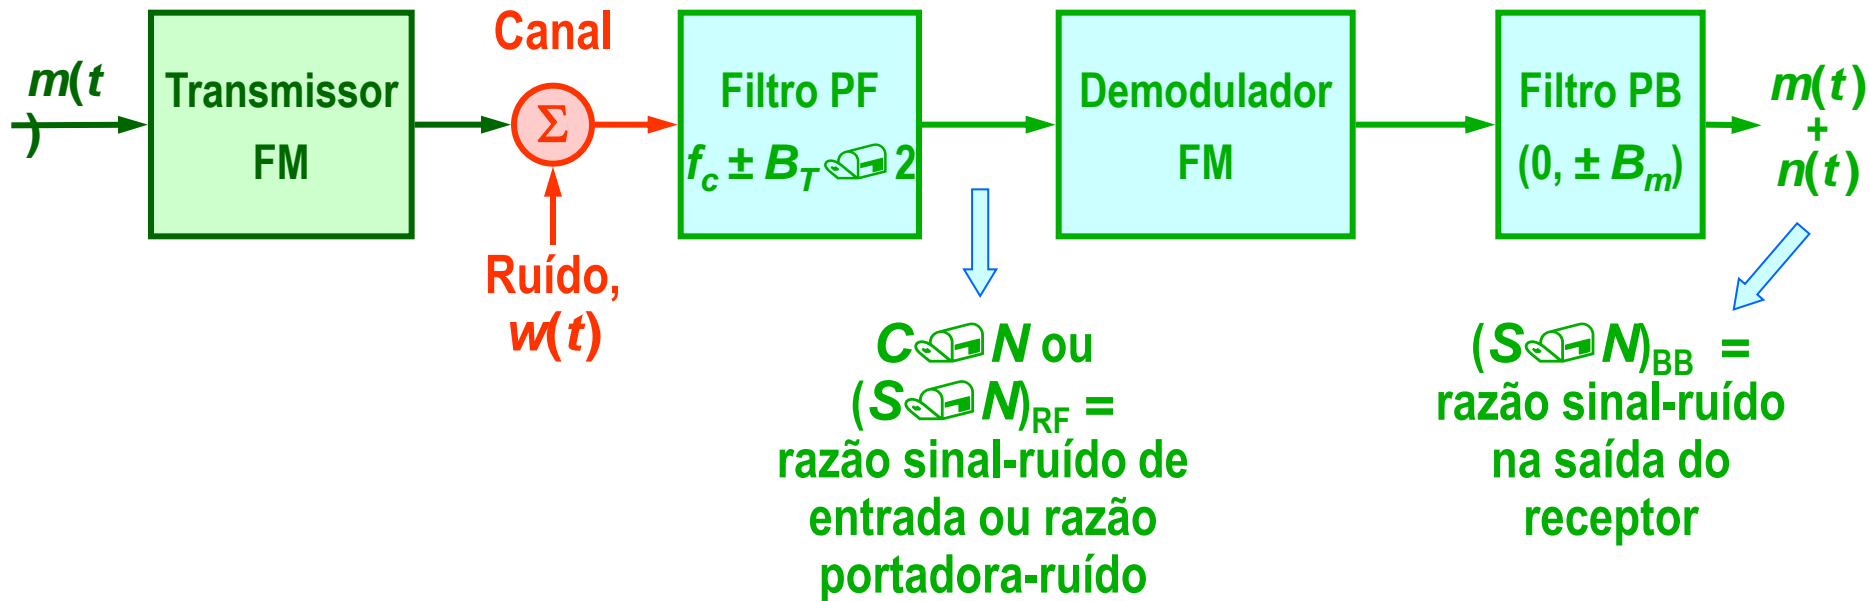 m(t
)
Transmissor
FM
Canal
Σ
Ruído,
w(t)
Filtro PF
f_c ± B_T 📪 2
Demodulador
FM
Filtro PB
(0, ± B_m)
m(t)
+
n(t)
C📪N ou
(S📪N)_RF =
razão sinal-ruído de
entrada ou razão
portadora-ruído
(S📪N)_BB =
razão sinal-ruído
na saída do
receptor